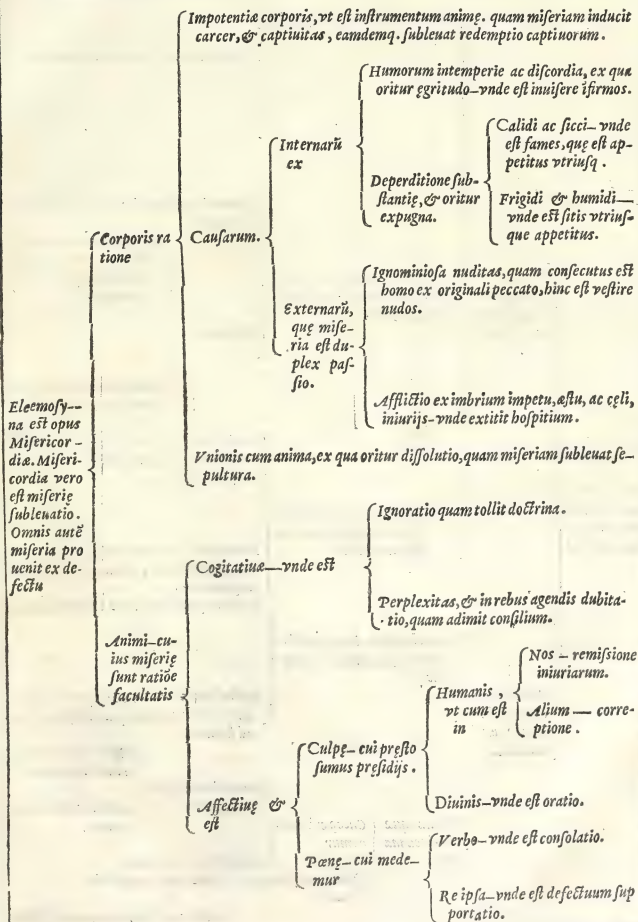 Impotentiæ corporis, vt eſt inſtrumentum animę. quam miſeriam inducit
carcer, & captiuitas, eamdemq. ſubleuat redemptio captiuorum.
Humorum intemperie ac diſcordia, ex qua
oritur ęgritudo—vnde eſt inuiſere ĩfirmos.
Internarũ
ex
Calidi ac ſicci—vnde
eſt fames, quę eſt ap-
petitus vtriuſq.
Deperditione ſub-
ſtantię, & oritur
expugna.
Frigidi & humidi—
vnde eſt ſitis vtriuſ-
que appetitus.
Corporis ra
tione
Cauſarum.
Ignominioſa nuditas, quam conſecutus eſt
homo ex originali peccato, hinc eſt veſtire
nudos.
Externarũ,
quę miſe-
ria eſt du-
plex paſ-
ſio.
Afflictio ex imbrium impetu, æſtu, ac cęli,
iniurijs—vnde extitit hoſpitium.
Eleemoſy--
na eſt opus
Miſericor-
diæ. Miſeri-
cordia vero
eſt miſerię
ſubleuatio.
Omnis autẽ
miſeria pro
uenit ex de-
fectu
Vnionis cum anima, ex qua oritur diſſolutio, quam miſeriam ſubleuat ſe-
pultura.
Ignoratio quam tollit doctrina.
Cogitatiuæ—vnde eſt
Perplexitas, & in rebus agendis dubita-
tio, quam adimit conſilium.
Animi—cu-
ius miſerię
ſunt ratiõe
facultatis
Nos — remiſsione
iniuriarum.
Humanis,
vt cum eſt
in
Alium — corre-
ptione.
Culpę—cui pręſto
ſumus pręſidijs.
Affectiuę &
eſt
Diuinis—vnde eſt oratio.
Verbo—vnde eſt conſolatio.
Pœnę—cui mede-
mur
Re ipſa—vnde eſt defectuum ſup
portatio.